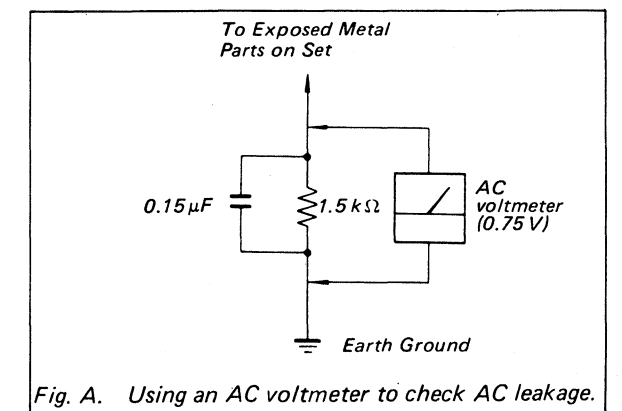 To Exposed Metal
Parts on Set
0.15μF
1.5kΩ
AC
voltmeter
(0.75V)
Earth Ground
Fig. A. Using an AC voltmeter to check AC leakage.